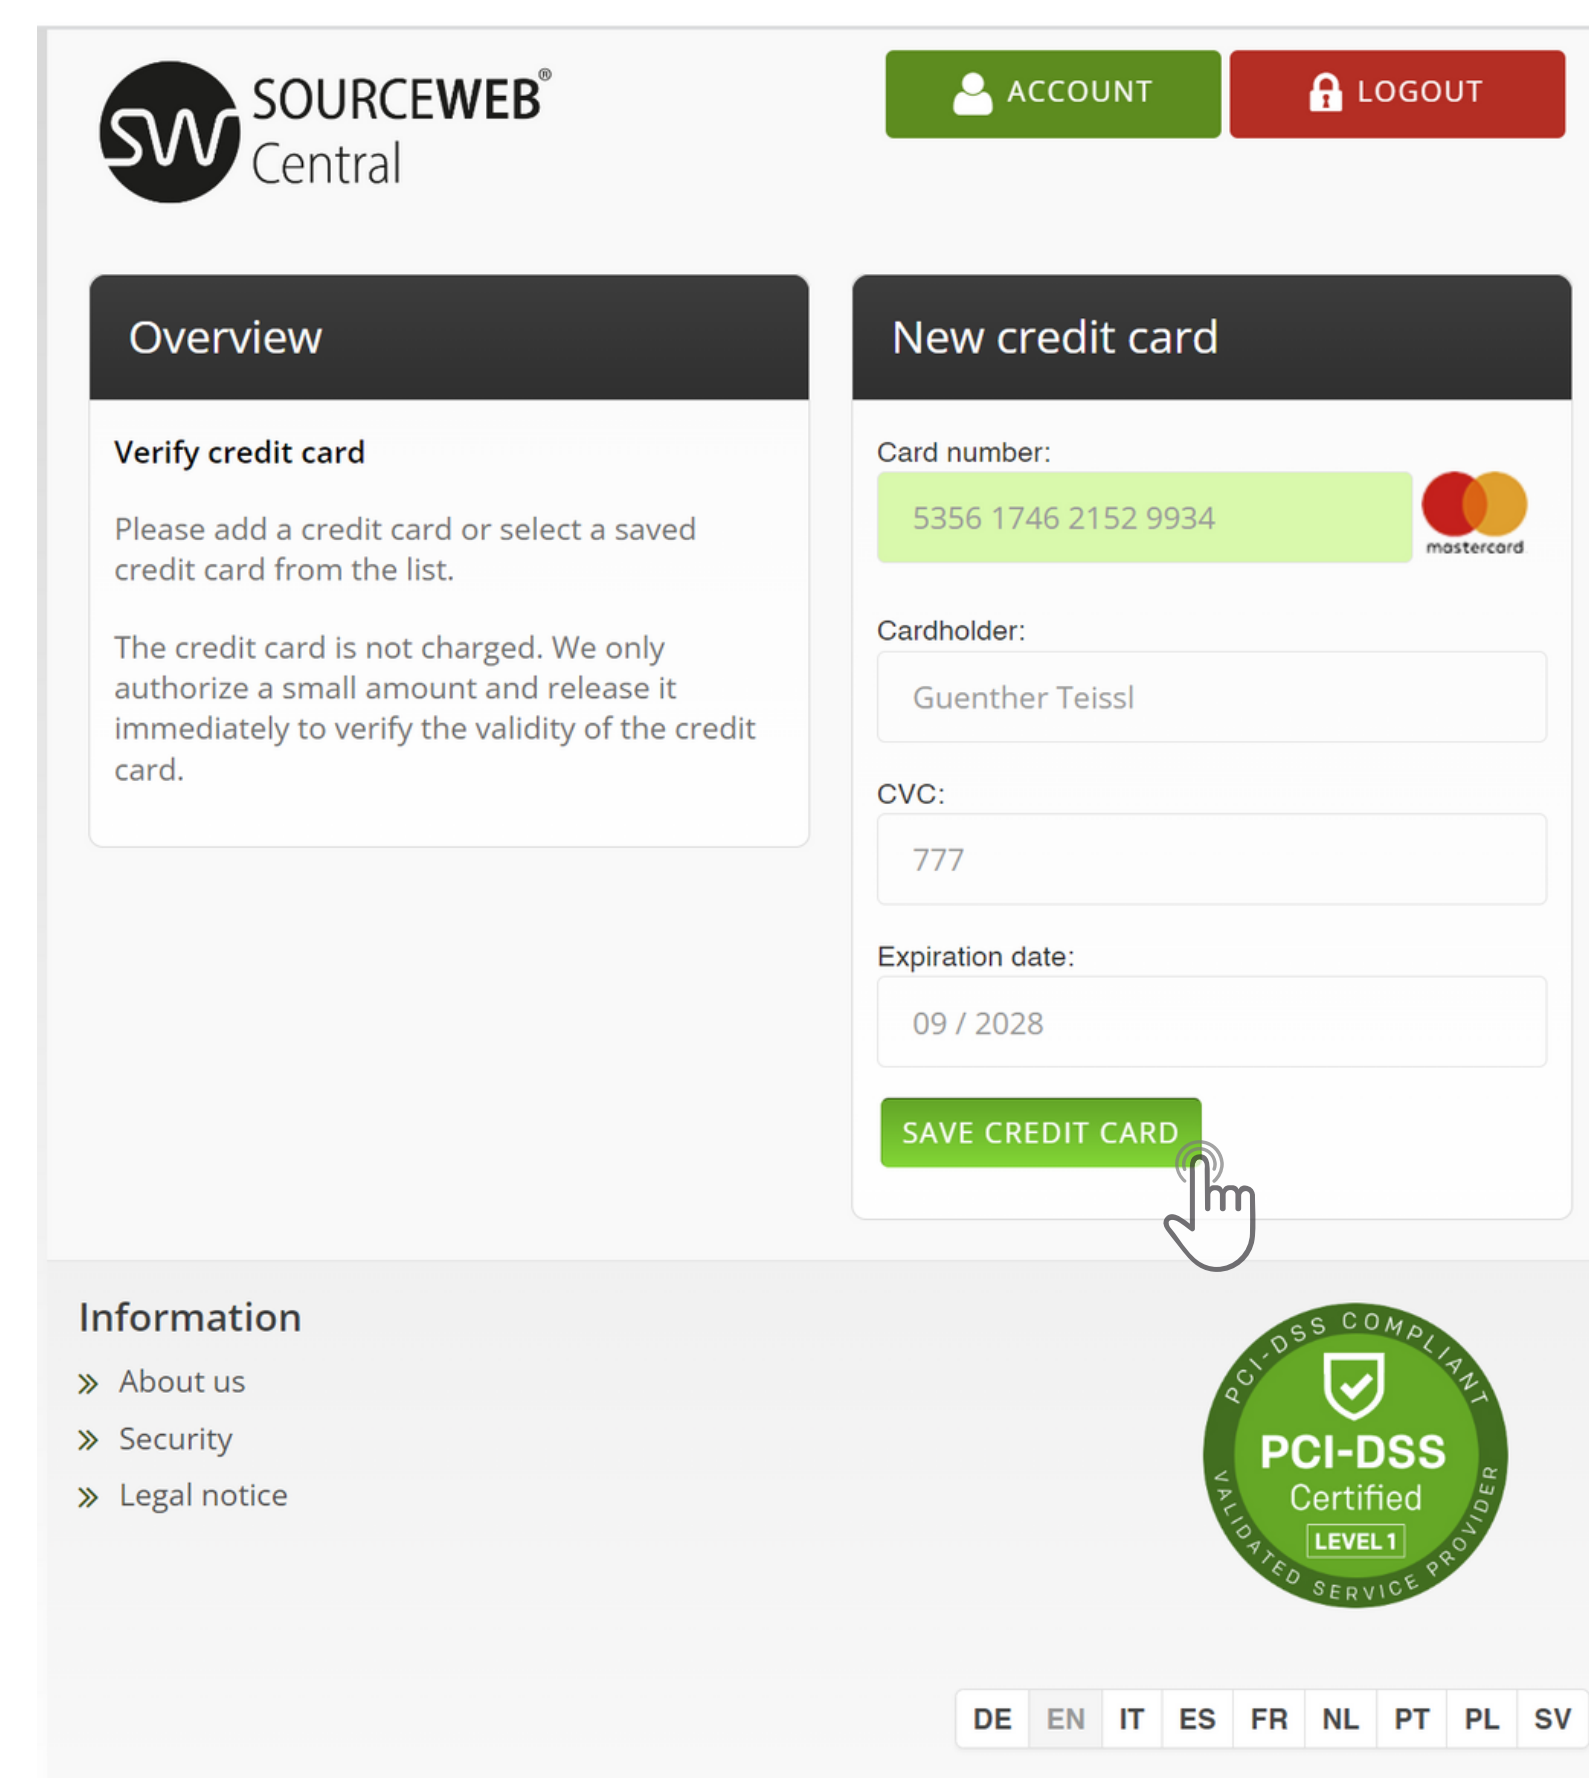 SW SOURCEWEB®
Central
ACCOUNT
LOGOUT
Overview
Verify credit card
Please add a credit card or select a saved
credit card from the list.
The credit card is not charged. We only
authorize a small amount and release it
immediately to verify the validity of the credit
card.
New credit card
Card number:
5356 1746 2152 9934
mastercard
Cardholder:
Guenther Teissl
CVC:
777
Expiration date:
09 / 2028
SAVE CREDIT CARD
Information
» About us
» Security
» Legal notice
PCI-DSS COMPLIANT
PCI-DSS
Certified
LEVEL 1
VALIDATED SERVICE PROVIDER
DE EN IT ES FR NL PT PL SV